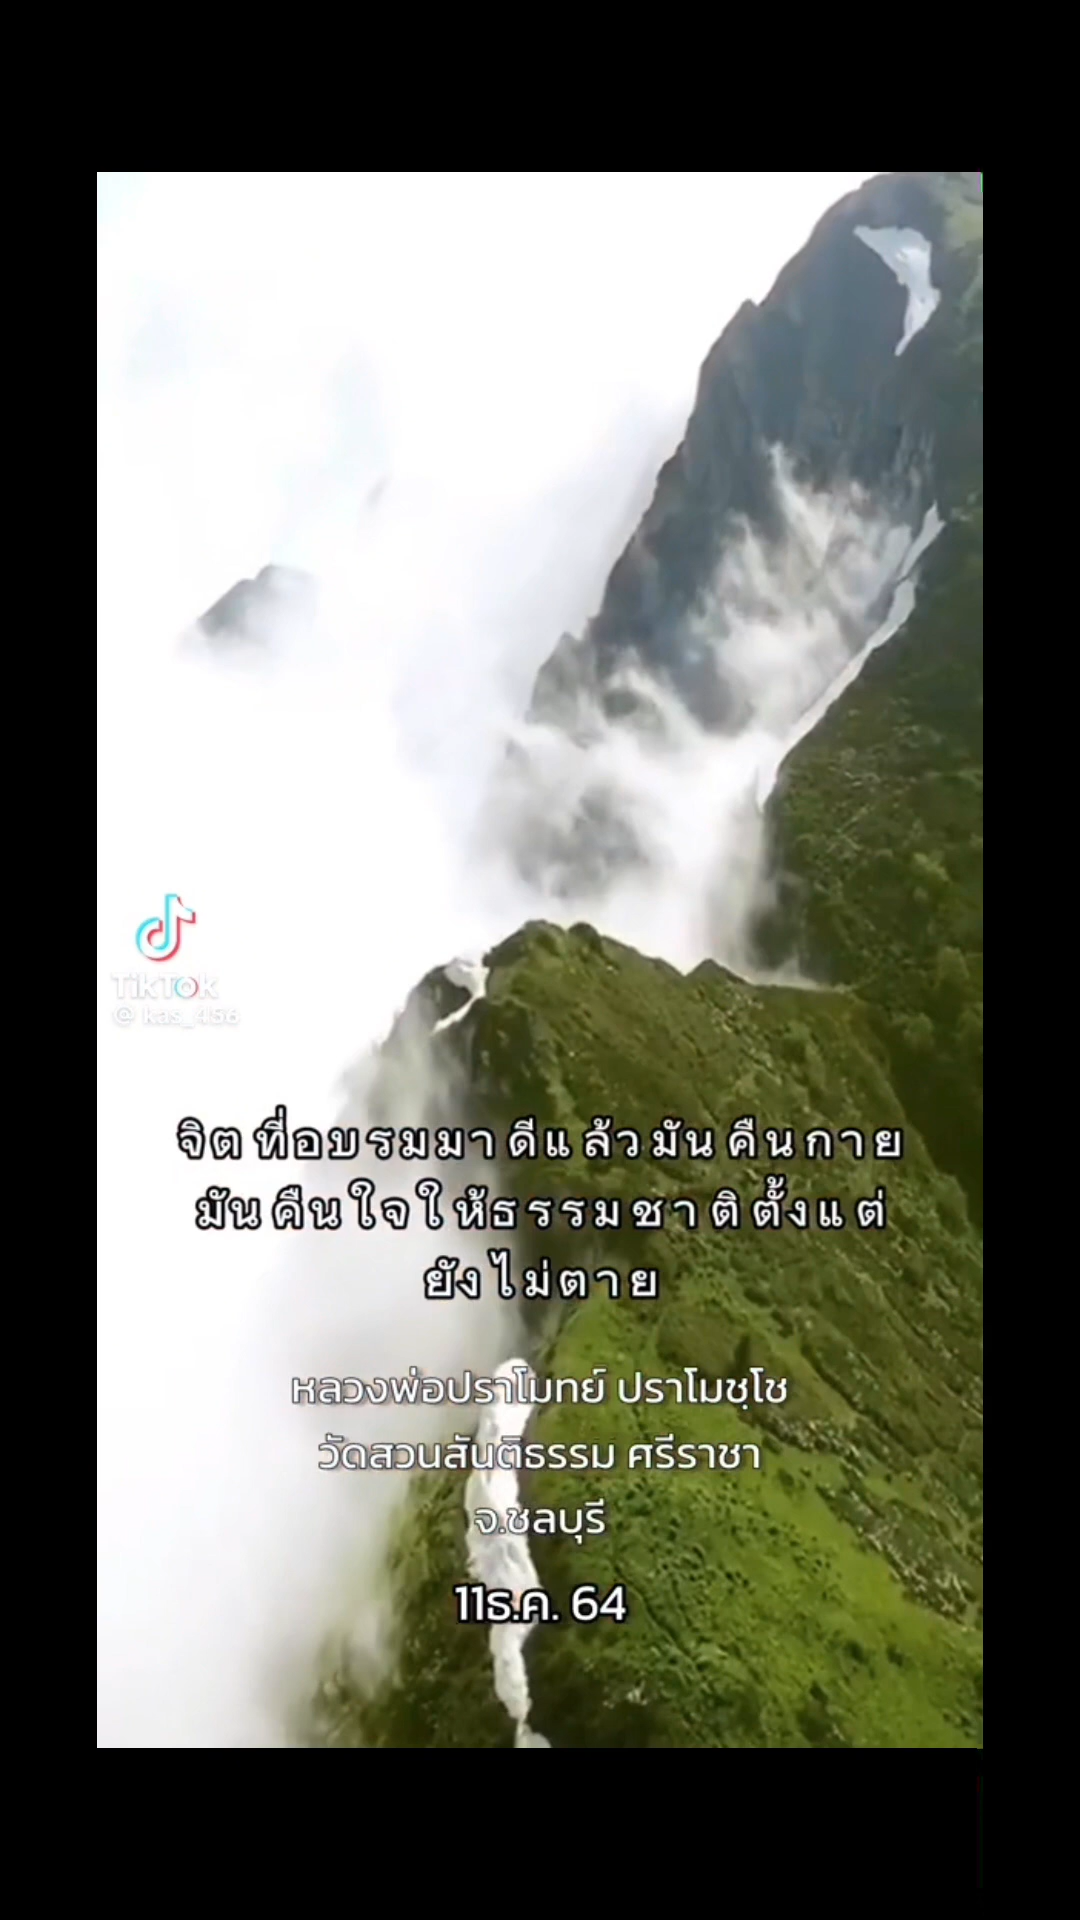 TikTok
@ kas_456
จิตที่อบรมมาดีแล้วมันคืนกาย
มันคืนใจให้ธรรมชาติตั้งแต่
ยังไม่ตาย
หลวงพ่อปราโมทย์ ปราโมชฺโช
วัดสวนสันติธรรม ศรีราชา
จ.ชลบุรี
11ธ.ค. 64